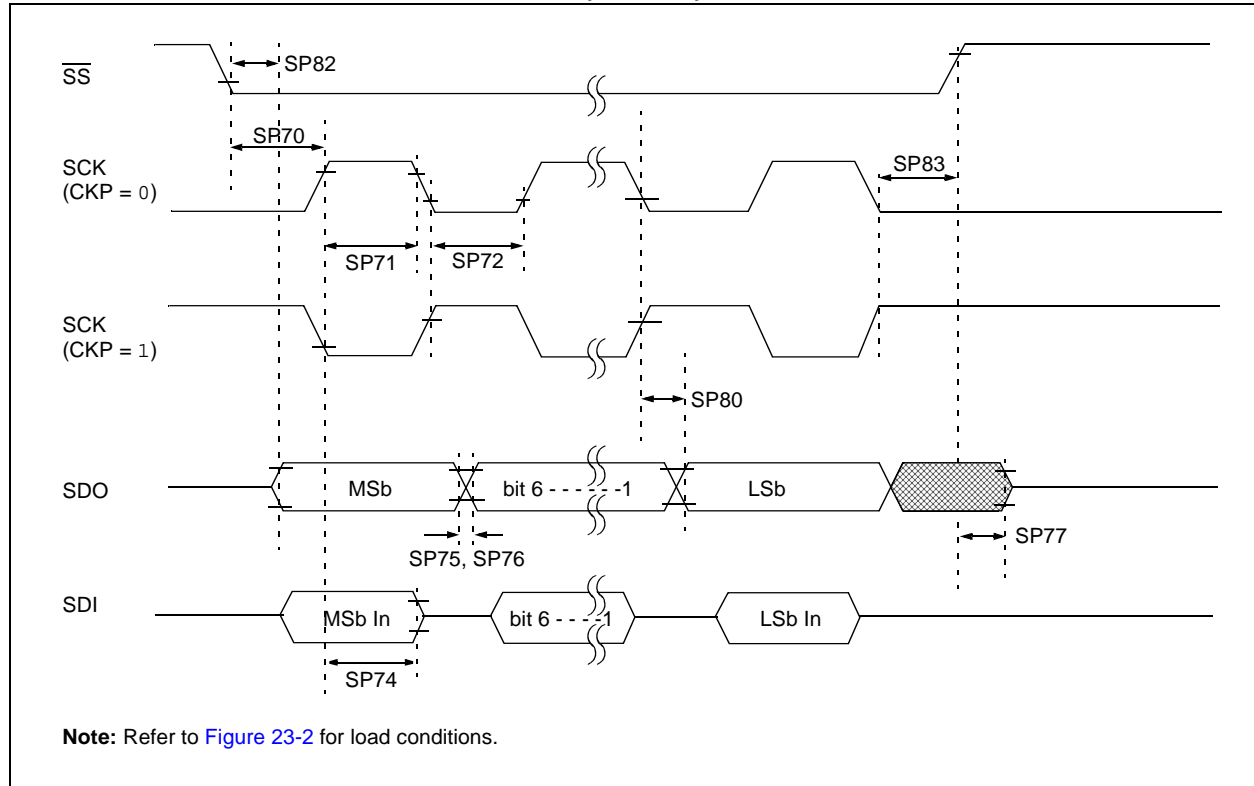 SS
SP82
SP70
SCK
(CKP = 0)
SP83
SP71
SP72
SCK
(CKP = 1)
SP80
SDO
MSb
bit 6 - - - - - -1
LSb
SP75, SP76
SP77
SDI
MSb In
bit 6 - - - -1
LSb In
SP74
Note: Refer to Figure 23-2 for load conditions.